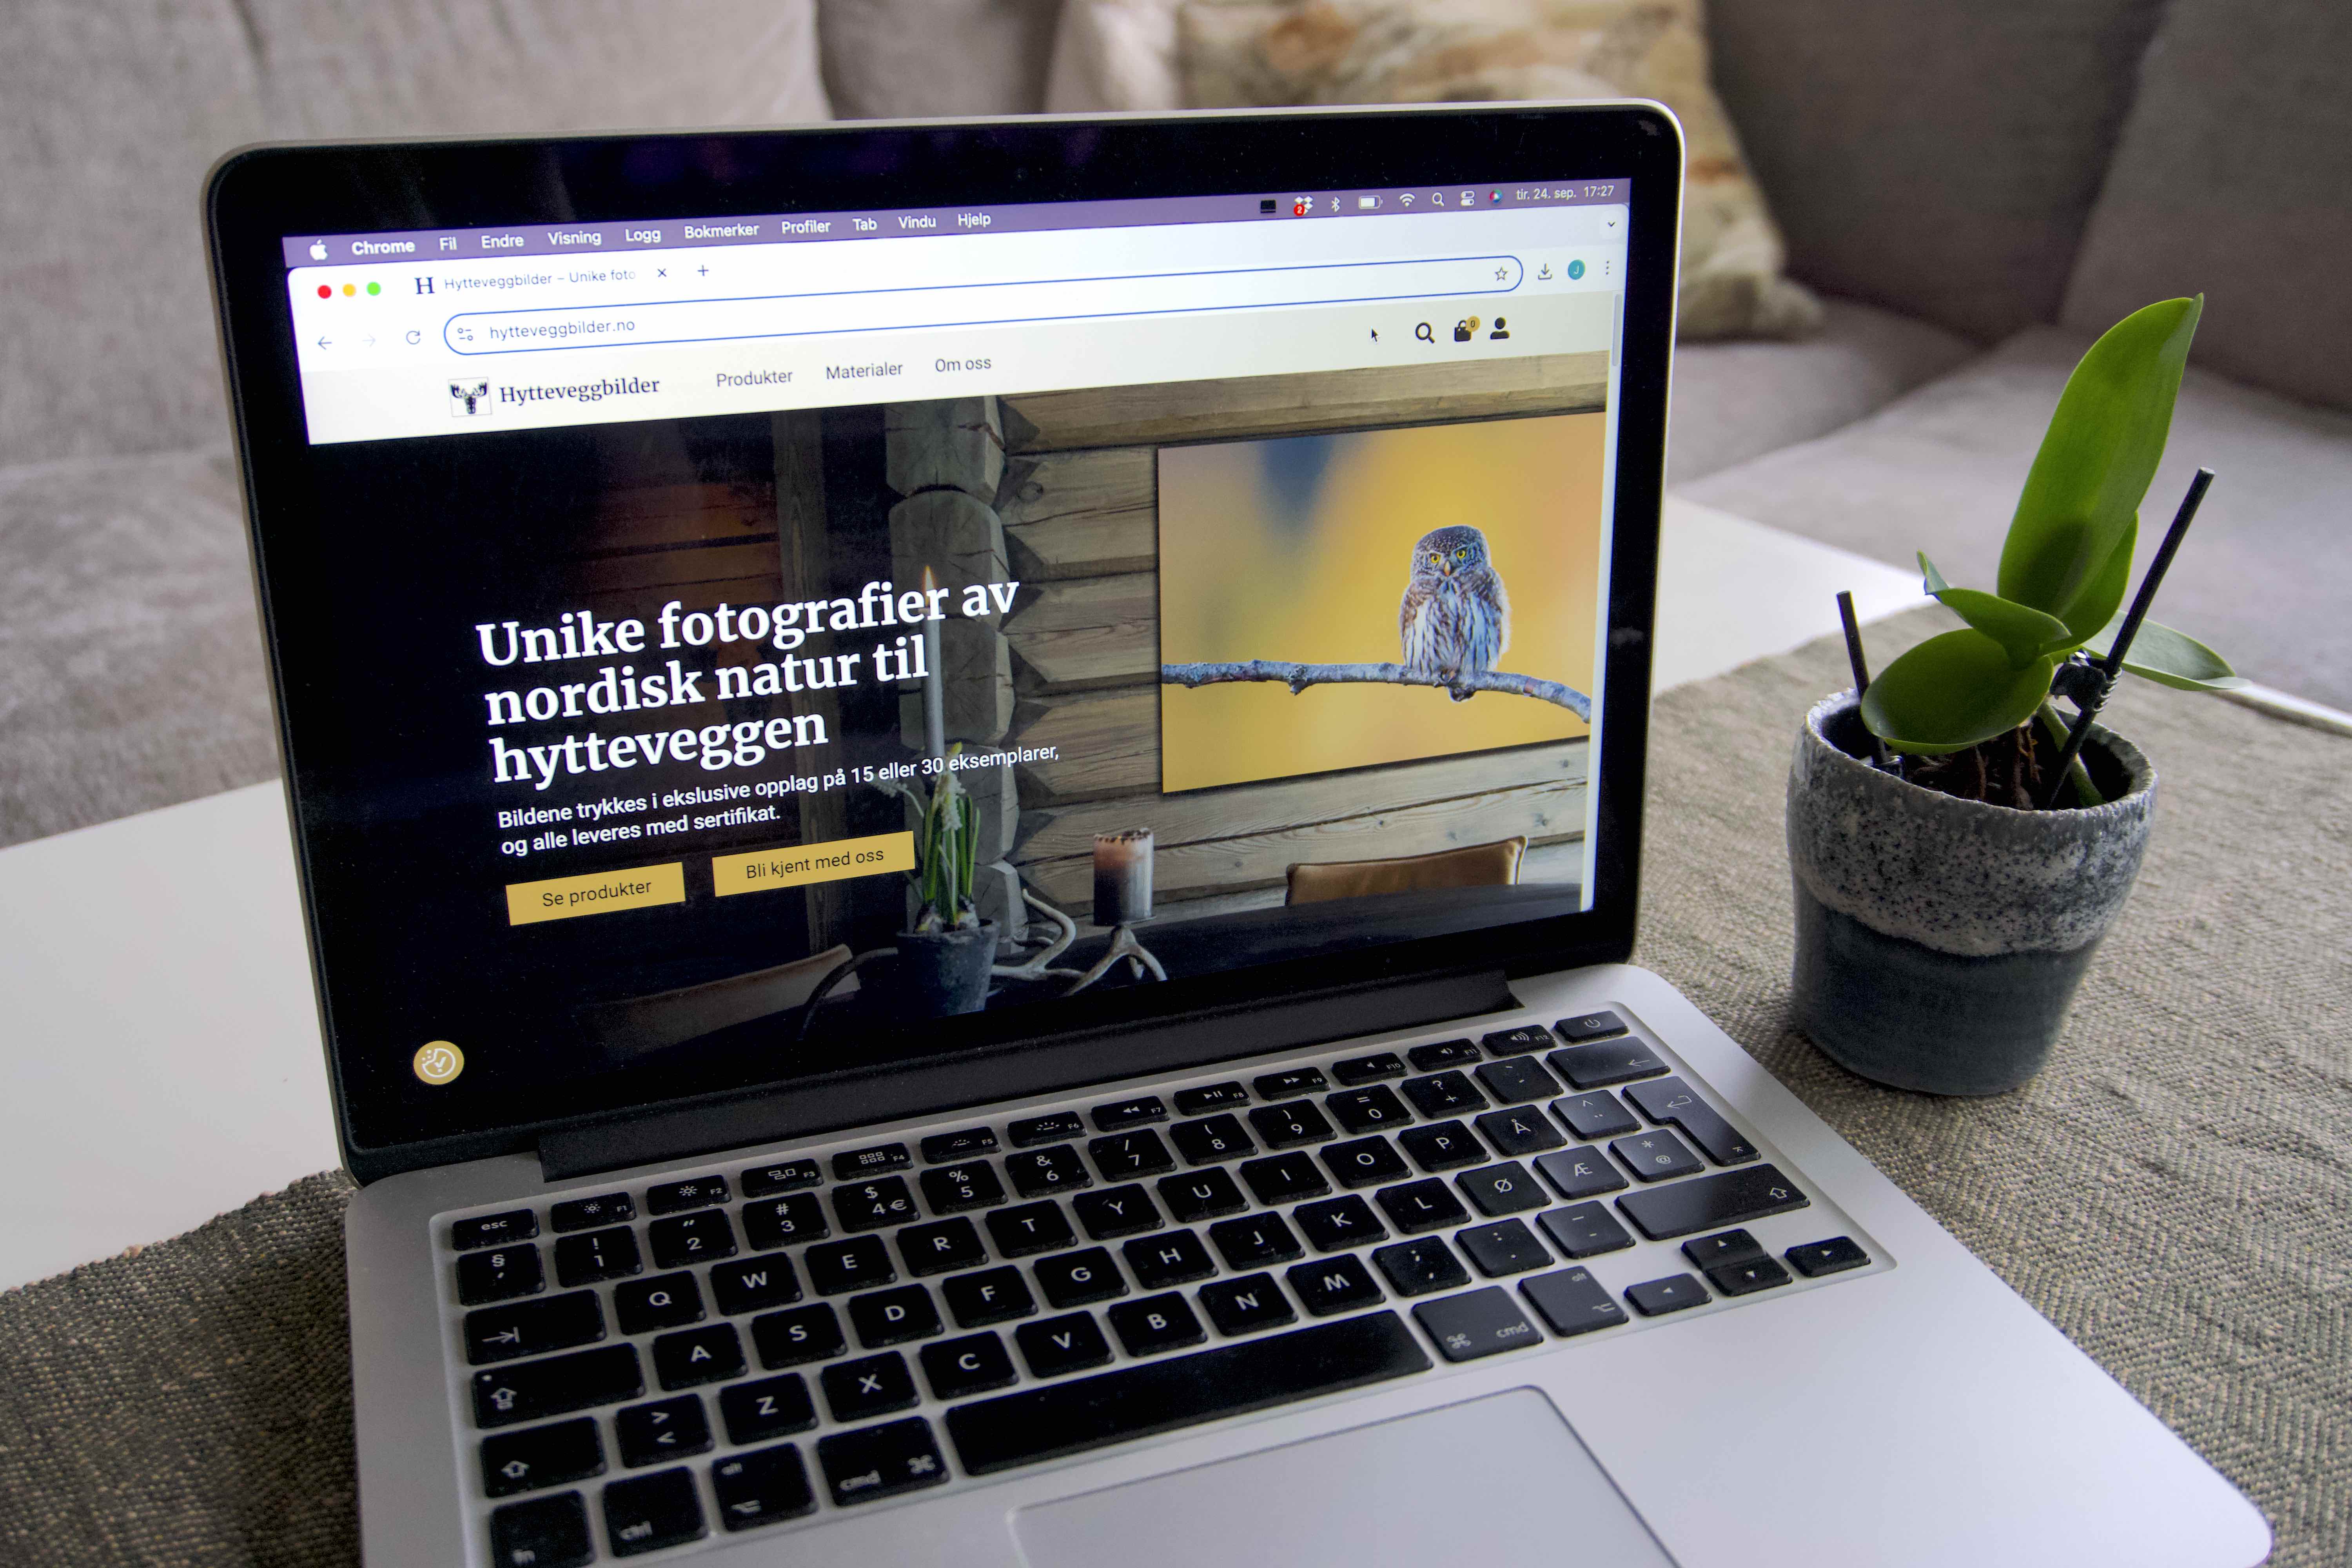 Chrome Fil Endre Visning Logg Bokmerker Profiler Tab Vindu Hjelp 2 tir. 24. sep. 17:27
H Hytteveggbilder – Unike foto
hytteveggbilder.no J
Hytteveggbilder Produkter Materialer Om oss 0
Unike fotografier av
nordisk natur til
hytteveggen
Bildene trykkes i ekslusive opplag på 15 eller 30 eksemplarer,
og alle leveres med sertifikat.
Se produkter Bli kjent med oss
esc F1 F2 F3 F4 F5 F6 F7 F8 F9 F10 F11 F12
§ ' ! 1 " 2 # 3 $ 4 € % 5 & 6 / 7 ( 8 ) 9 = 0 ? +
Q W E R T Y U I O P Å ^ ¨
A S D F G H J K L Ø Æ * @
> < Z X C V B N M ; , : . _ -
fn ctrl alt cmd ⌘ ⌘ cmd alt